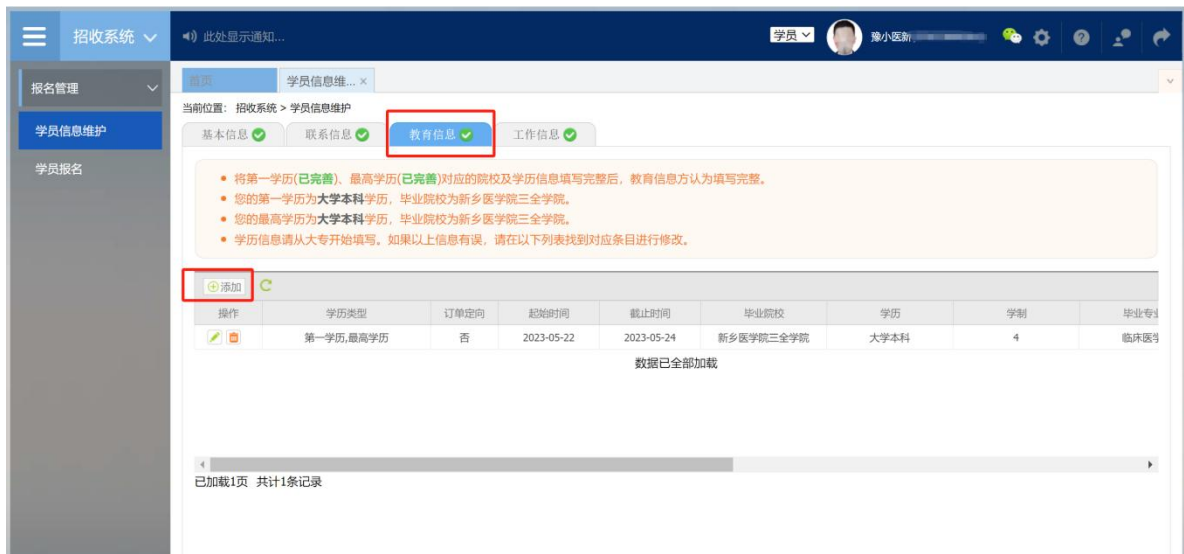 招收系统
此处显示通知...
学员
豫小医新
报名管理
学员信息维护
学员报名
首页
学员信息维... ×
当前位置： 招收系统 > 学员信息维护
基本信息
联系信息
教育信息
工作信息
将第一学历(已完善)、最高学历(已完善)对应的院校及学历信息填写完整后，教育信息方认为填写完整。
您的第一学历为大学本科学历，毕业院校为新乡医学院三全学院。
您的最高学历为大学本科学历，毕业院校为新乡医学院三全学院。
学历信息请从大专开始填写。如果以上信息有误，请在以下列表找到对应条目进行修改。
添加
操作 学历类型 订单定向 起始时间 截止时间 毕业院校 学历 学制 毕业专业
第一学历,最高学历 否 2023-05-22 2023-05-24 新乡医学院三全学院 大学本科 4 临床医学
数据已全部加载
已加载1页 共计1条记录